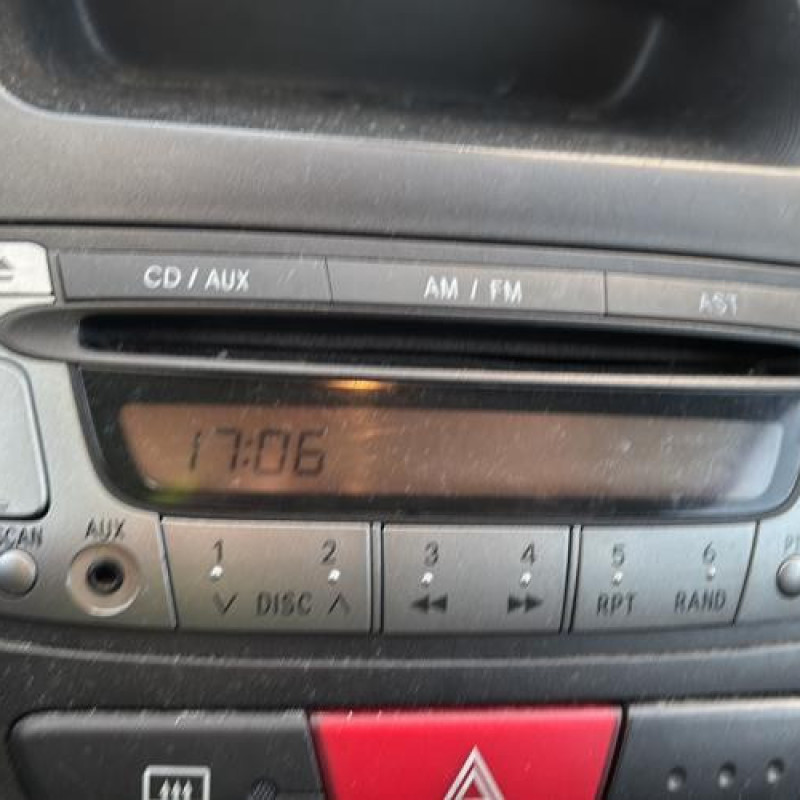 CD / AUX
AM / FM
AST
17:06
SCAN
AUX
1
2
3
4
5
6
DISC
RPT
RAND